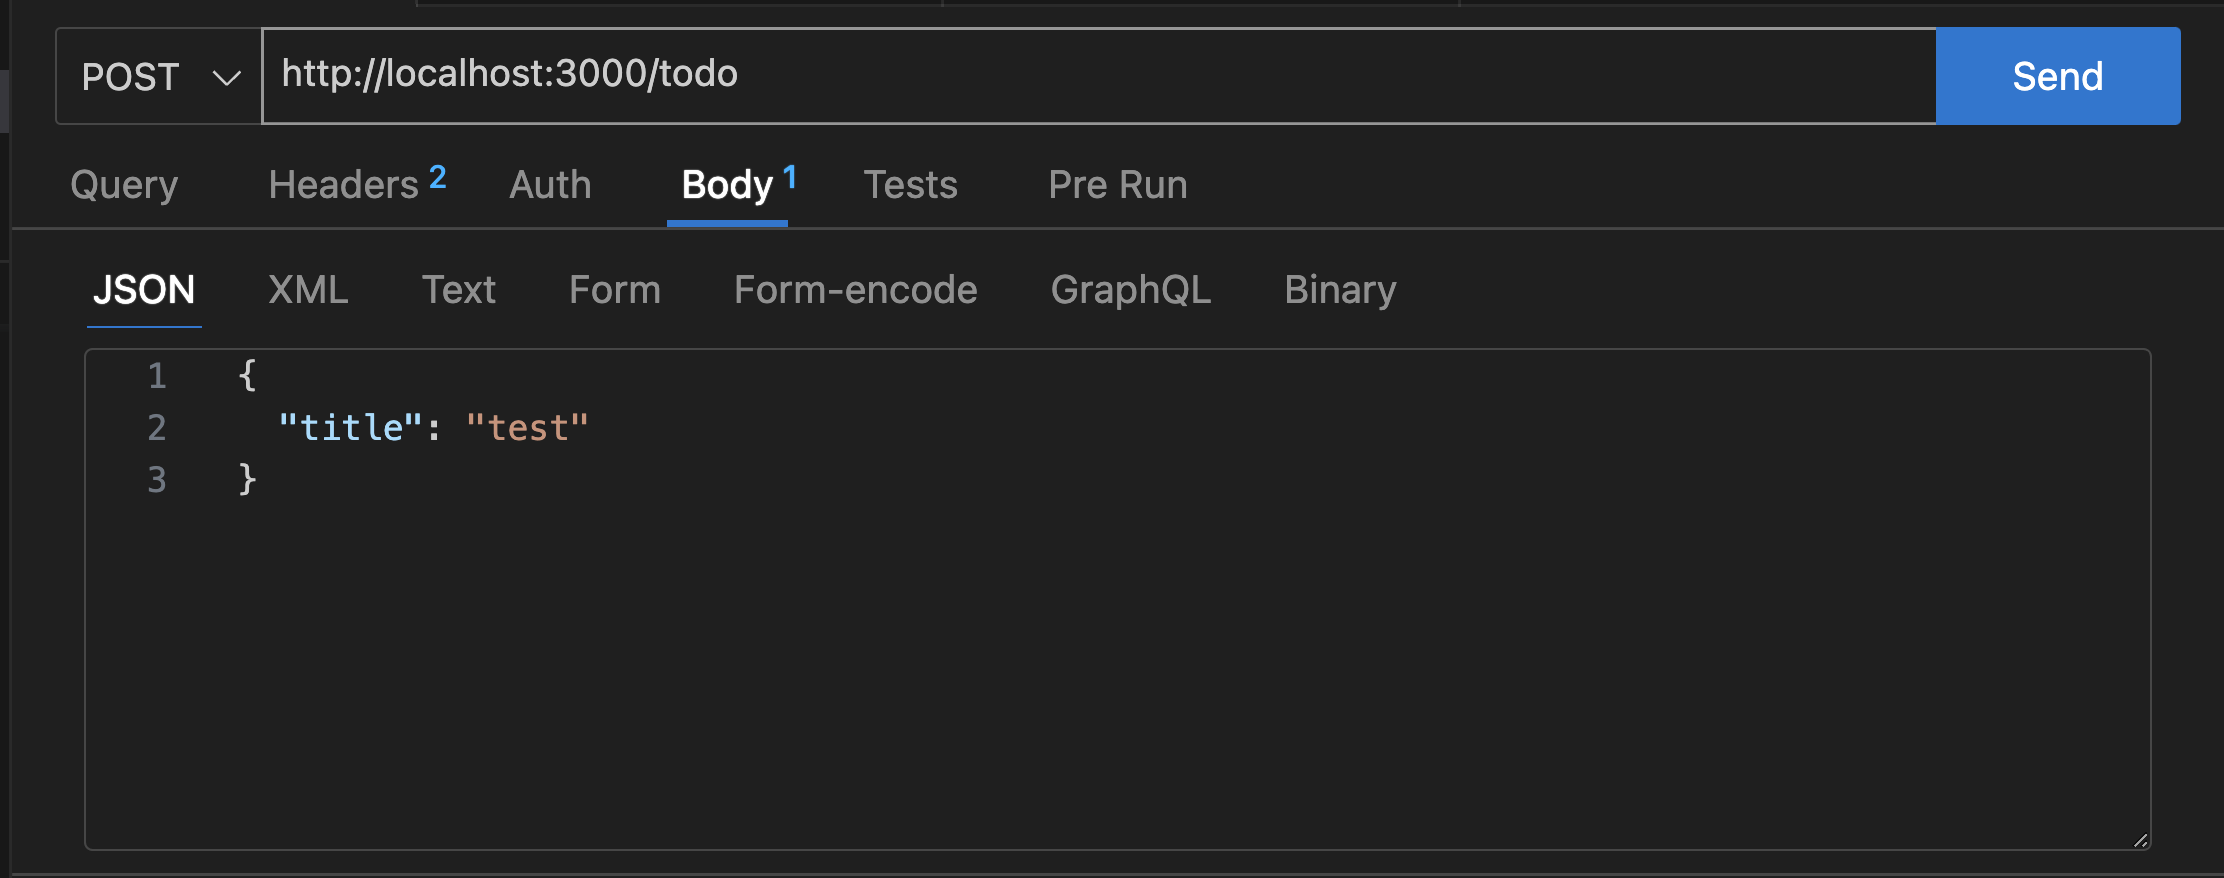 POST http://localhost:3000/todo Send
Query Headers 2 Auth Body 1 Tests Pre Run
JSON XML Text Form Form-encode GraphQL Binary
1 {
2 "title": "test"
3 }